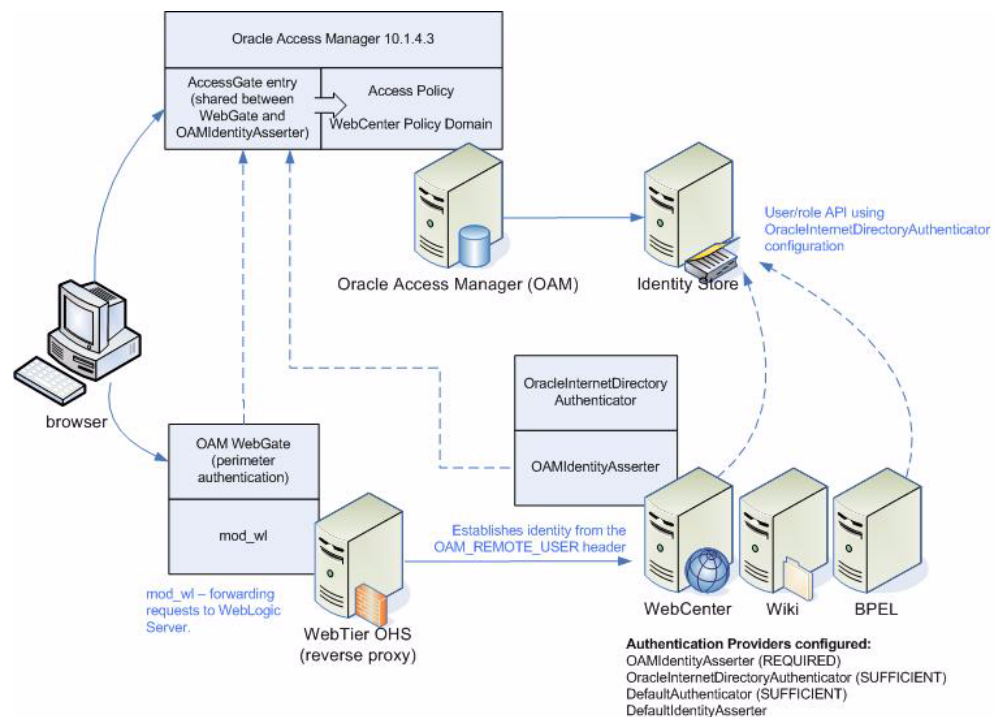 Oracle Access Manager 10.1.4.3
AccessGate entry
(shared between
WebGate and
OAMIdentityAsserter)
Access Policy
WebCenter Policy Domain
Oracle Access Manager (OAM)
Identity Store
User/role API using
OracleInternetDirectoryAuthenticator
configuration
browser
OracleInternetDirectory
Authenticator
OAMIdentityAsserter
OAM WebGate
(perimeter
authentication)
mod_wl
mod_wl – forwarding
requests to WebLogic
Server.
WebTier OHS
(reverse proxy)
Establishes identity from the
OAM_REMOTE_USER header
WebCenter
Wiki
BPEL
Authentication Providers configured:
OAMIdentityAsserter (REQUIRED)
OracleInternetDirectoryAuthenticator (SUFFICIENT)
DefaultAuthenticator (SUFFICIENT)
DefaultIdentityAsserter